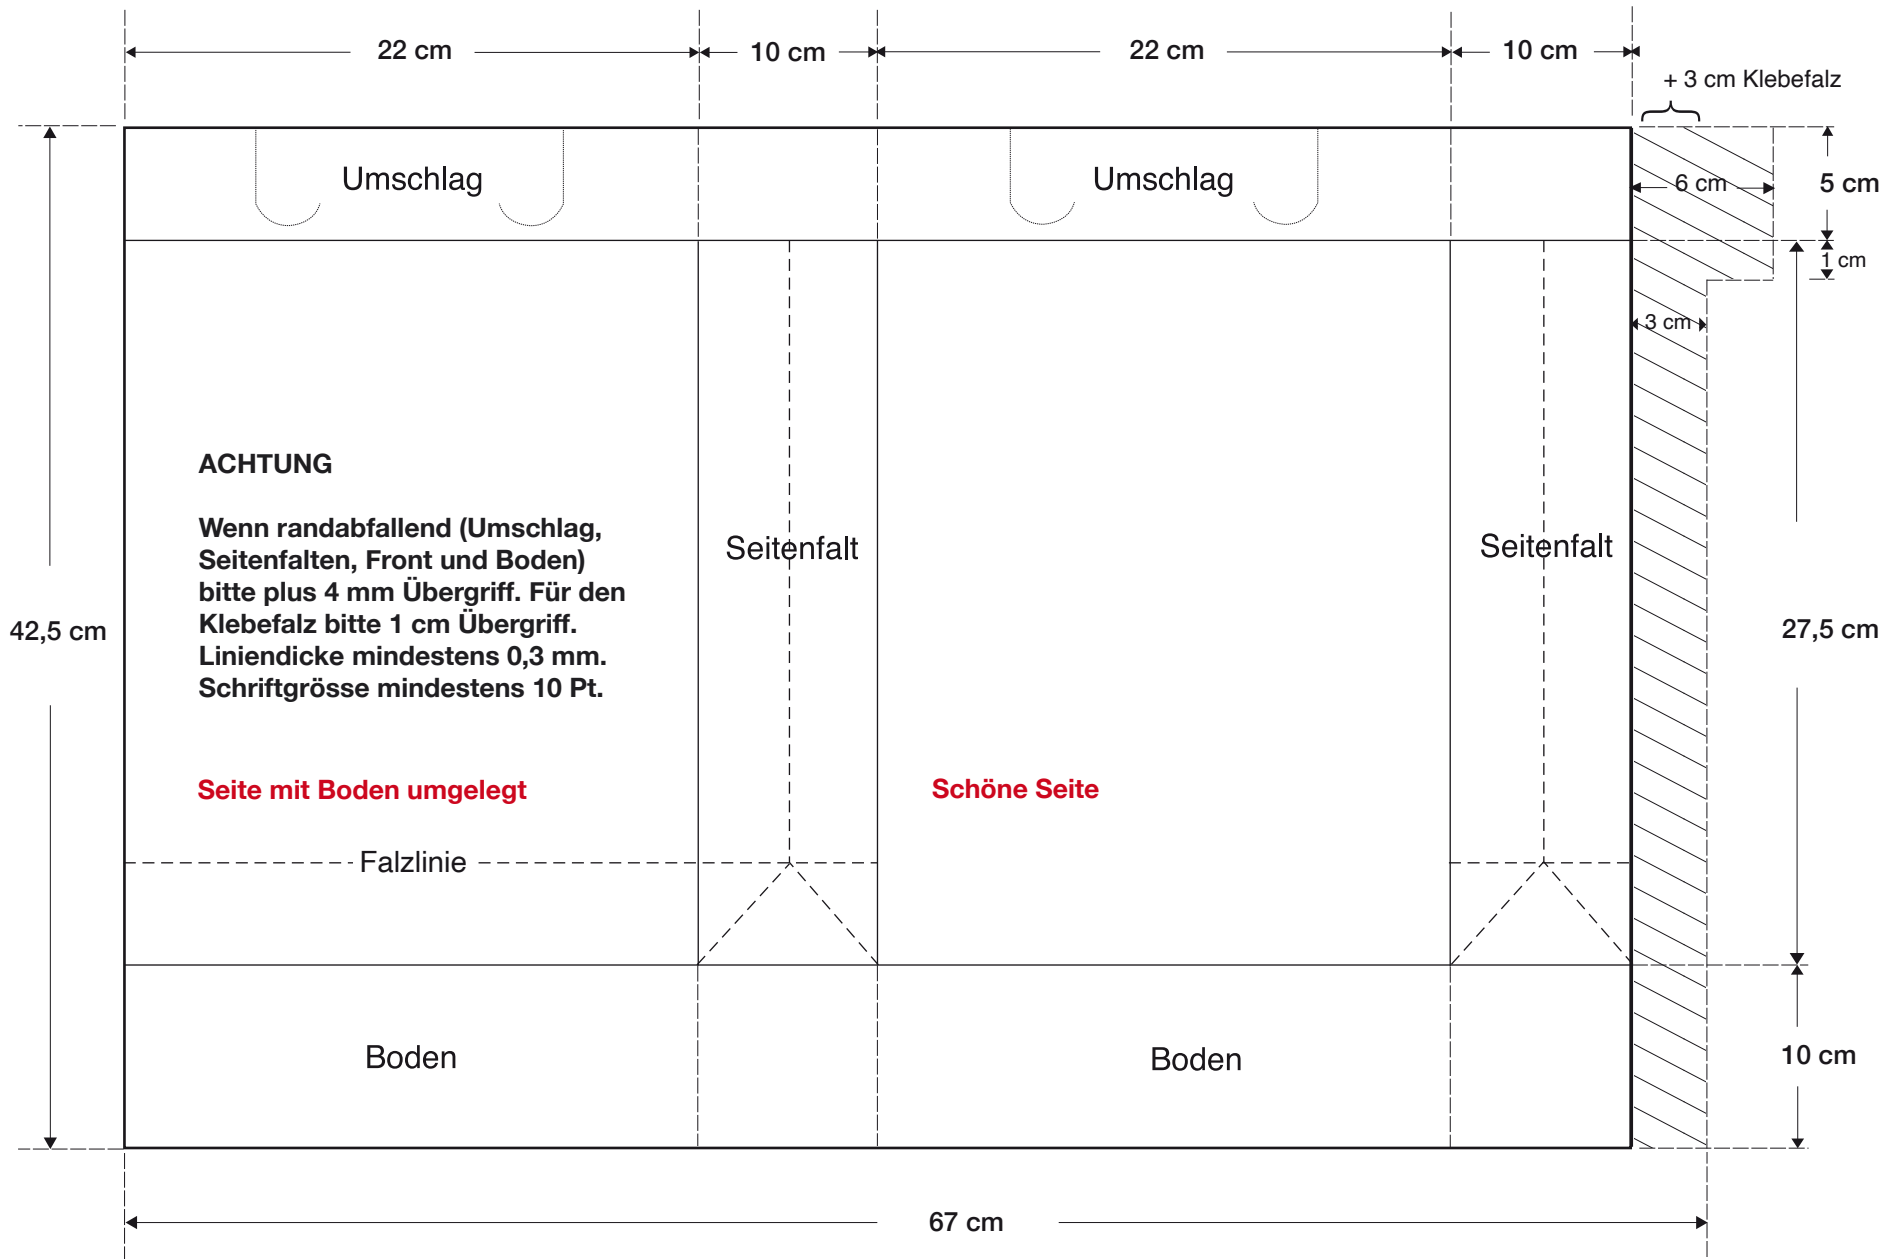 22 cm
10 cm
22 cm
10 cm
+ 3 cm Klebefalz
Umschlag
Umschlag
6 cm
5 cm
1 cm
3 cm
ACHTUNG
Wenn randabfallend (Umschlag,
Seitenfalten, Front und Boden)
bitte plus 4 mm Übergriff. Für den
Klebefalz bitte 1 cm Übergriff.
Liniendicke mindestens 0,3 mm.
Schriftgrösse mindestens 10 Pt.
Seitenfalt
Seitenfalt
42,5 cm
27,5 cm
Seite mit Boden umgelegt
Schöne Seite
Falzlinie
Boden
Boden
10 cm
67 cm